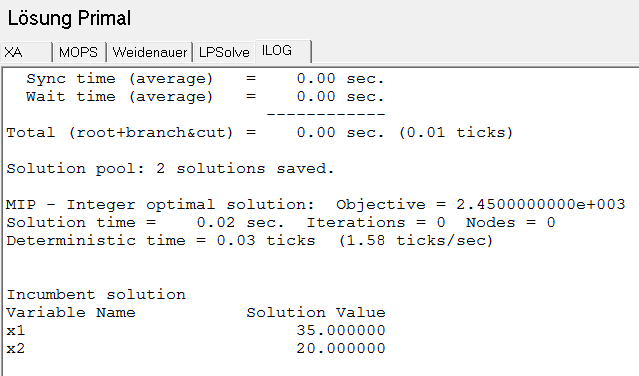 Lösung Primal
XA MOPS Weidenauer LPSolve ILOG
Sync time (average) = 0.00 sec.
Wait time (average) = 0.00 sec.
------------
Total (root+branch&cut) = 0.00 sec. (0.01 ticks)
Solution pool: 2 solutions saved.
MIP - Integer optimal solution: Objective = 2.4500000000e+003
Solution time = 0.02 sec. Iterations = 0 Nodes = 0
Deterministic time = 0.03 ticks (1.58 ticks/sec)
Incumbent solution
Variable Name Solution Value
x1 35.000000
x2 20.000000